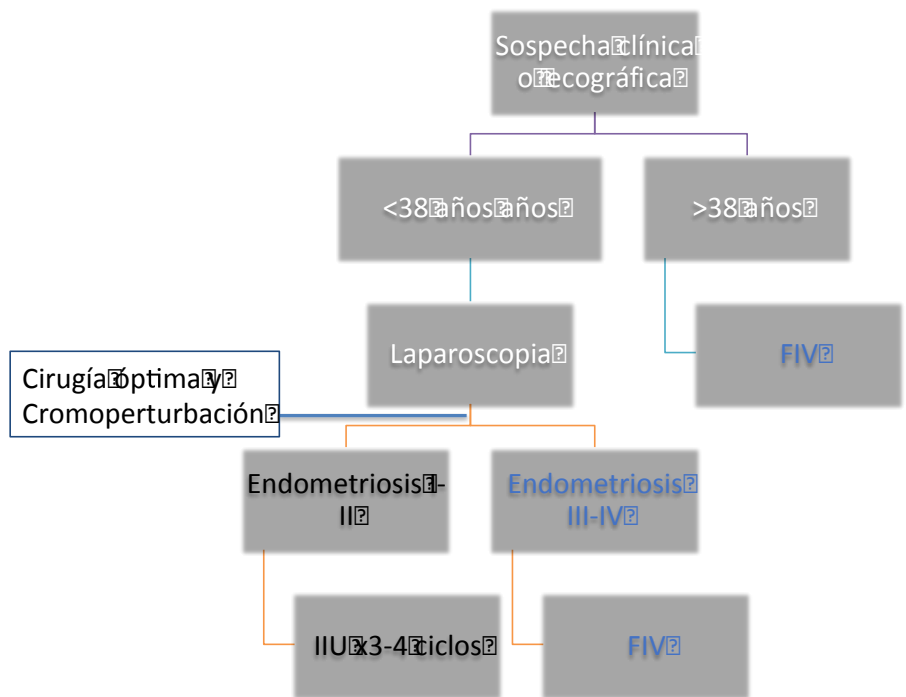 Sospecha clínica
o ecográfica
<38 años años
>38 años
Laparoscopia
FIV
Cirugía óptima y
Cromoperturbación
Endometriosis I-
II
Endometriosis
III-IV
IIU x3-4 ciclos
FIV